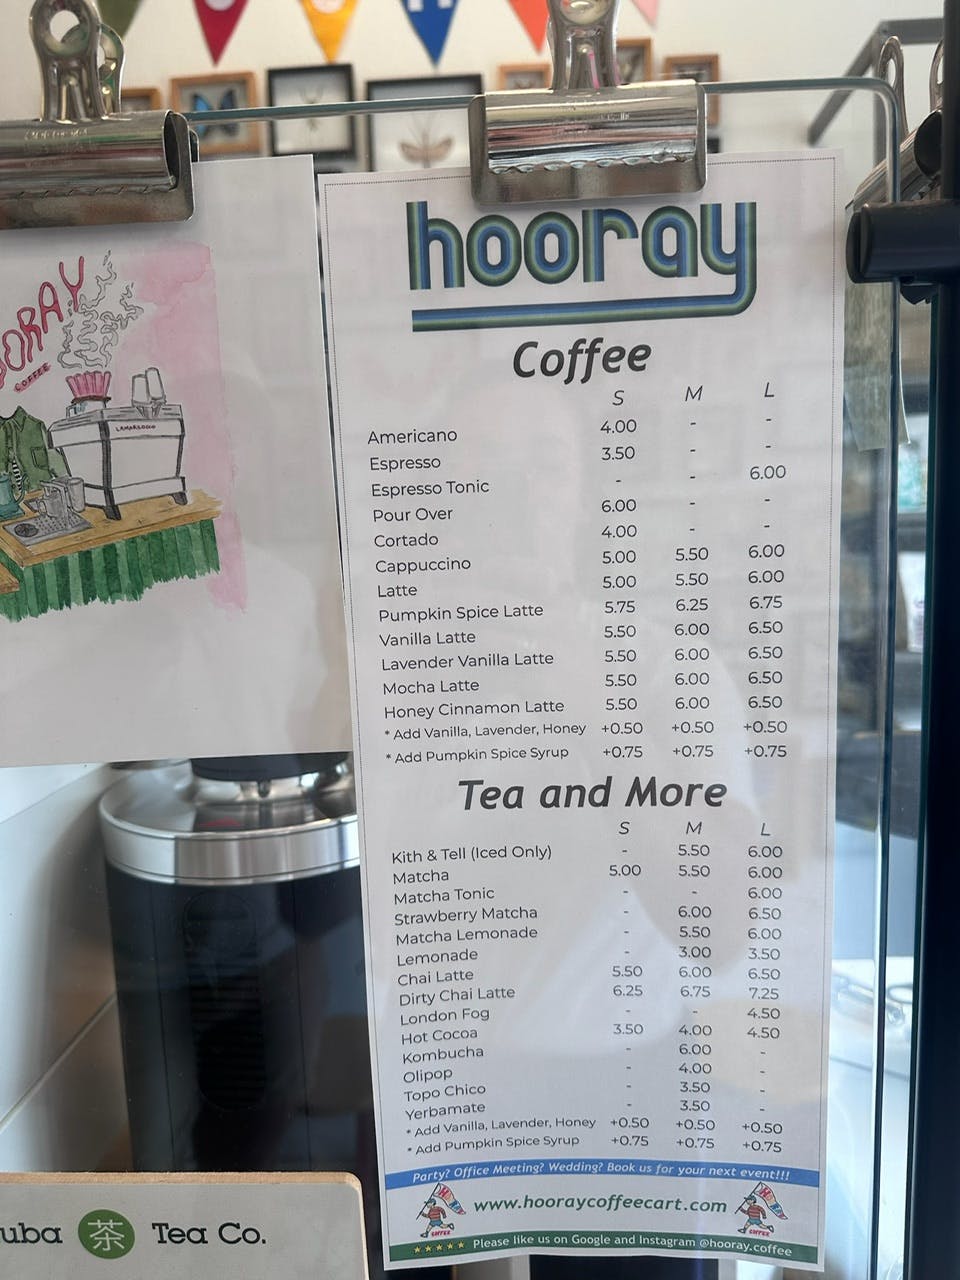 hooray
Coffee
S M L
Americano 4.00 - -
Espresso 3.50 - -
Espresso Tonic - - 6.00
Pour Over 6.00 - -
Cortado 4.00 - -
Cappuccino 5.00 5.50 6.00
Latte 5.00 5.50 6.00
Pumpkin Spice Latte 5.75 6.25 6.75
Vanilla Latte 5.50 6.00 6.50
Lavender Vanilla Latte 5.50 6.00 6.50
Mocha Latte 5.50 6.00 6.50
Honey Cinnamon Latte 5.50 6.00 6.50
* Add Vanilla, Lavender, Honey +0.50 +0.50 +0.50
* Add Pumpkin Spice Syrup +0.75 +0.75 +0.75
Tea and More
S M L
Kith & Tell (Iced Only) - 5.50 6.00
Matcha 5.00 5.50 6.00
Matcha Tonic - - 6.00
Strawberry Matcha - 6.00 6.50
Matcha Lemonade - 5.50 6.00
Lemonade - 3.00 3.50
Chai Latte 5.50 6.00 6.50
Dirty Chai Latte 6.25 6.75 7.25
London Fog - - 4.50
Hot Cocoa 3.50 4.00 4.50
Kombucha - 6.00 -
Olipop - 4.00 -
Topo Chico - 3.50 -
Yerbamate - 3.50 -
* Add Vanilla, Lavender, Honey +0.50 +0.50 +0.50
* Add Pumpkin Spice Syrup +0.75 +0.75 +0.75
Party? Office Meeting? Wedding? Book us for your next event!!!
www.hooraycoffeecart.com
COFFEE COFFEE
Please like us on Google and Instagram @hooray.coffee
OORAY
COFFEE
LAMARZOCCO
uba 茶 Tea Co.